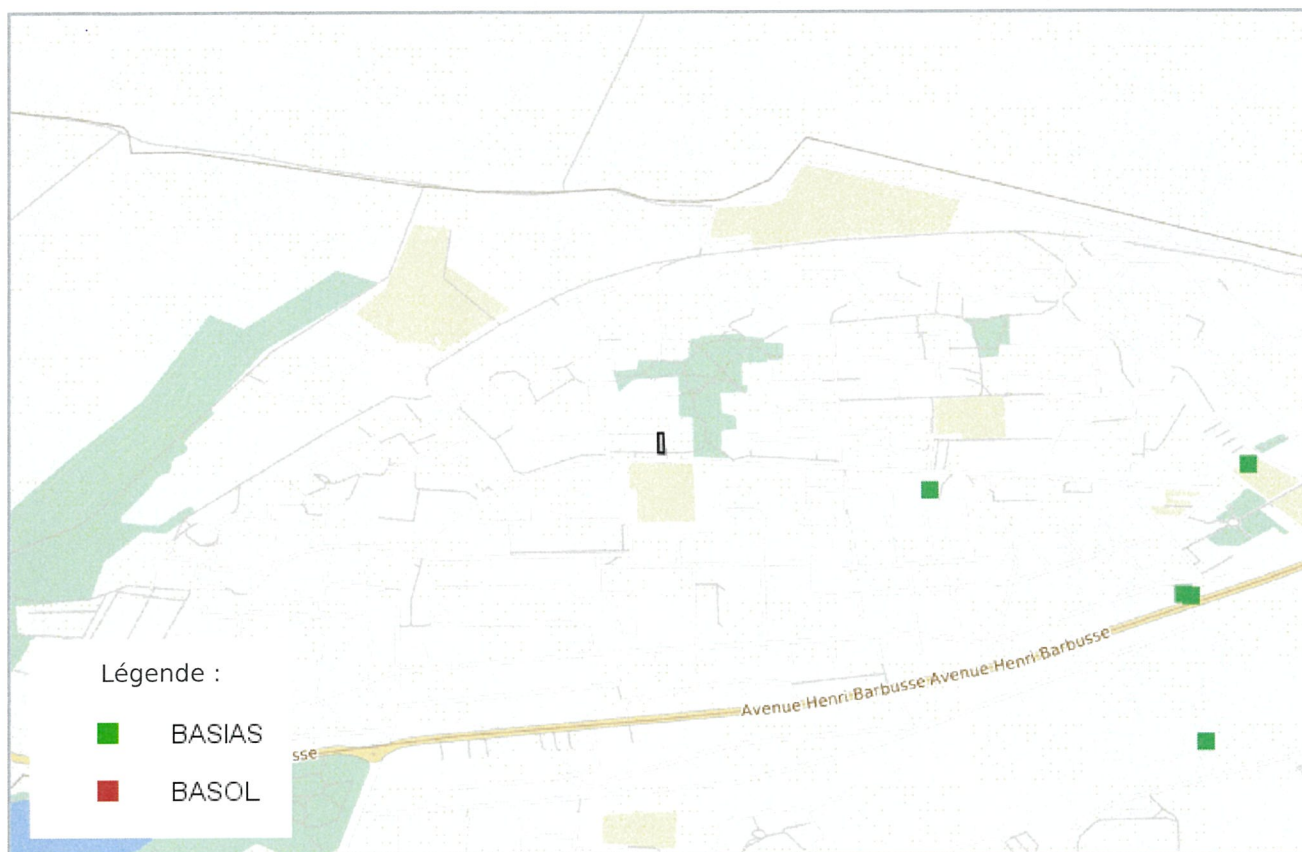 Avenue Henri Barbusse Avenue Henri Barbusse
sse
Légende :
BASIAS
BASOL